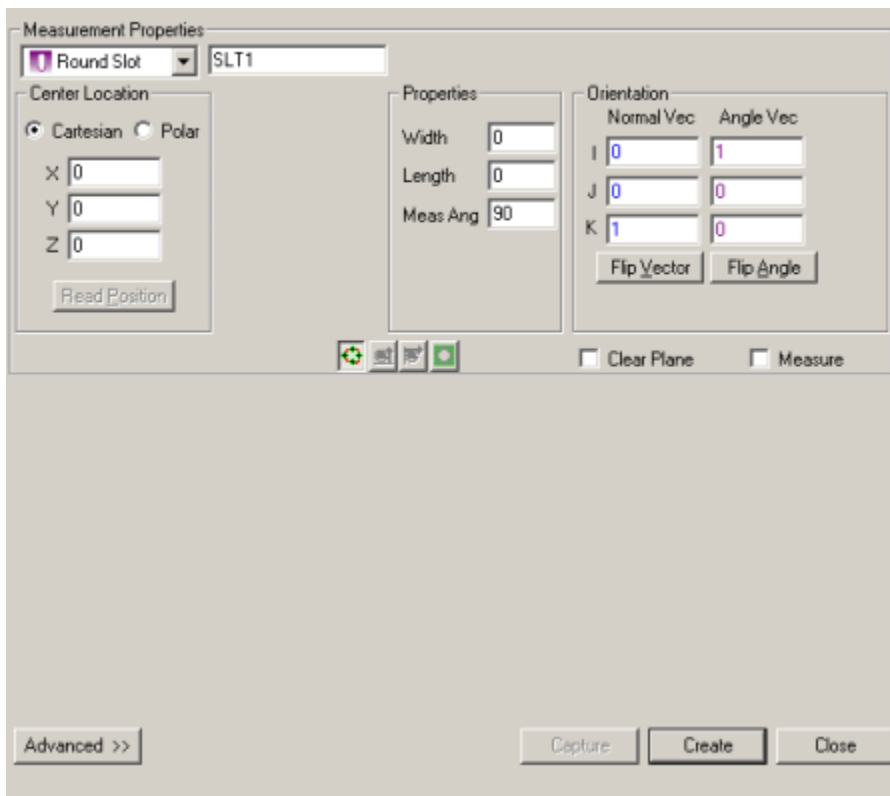 Measurement Properties
Round Slot SLT1
Center Location
Cartesian Polar
X 0
Y 0
Z 0
Read Position
Properties
Width 0
Length 0
Meas Ang 90
Orientation
Normal Vec Angle Vec
I 0 1
J 0 0
K 1 0
Flip Vector Flip Angle
Clear Plane Measure
Advanced >> Capture Create Close